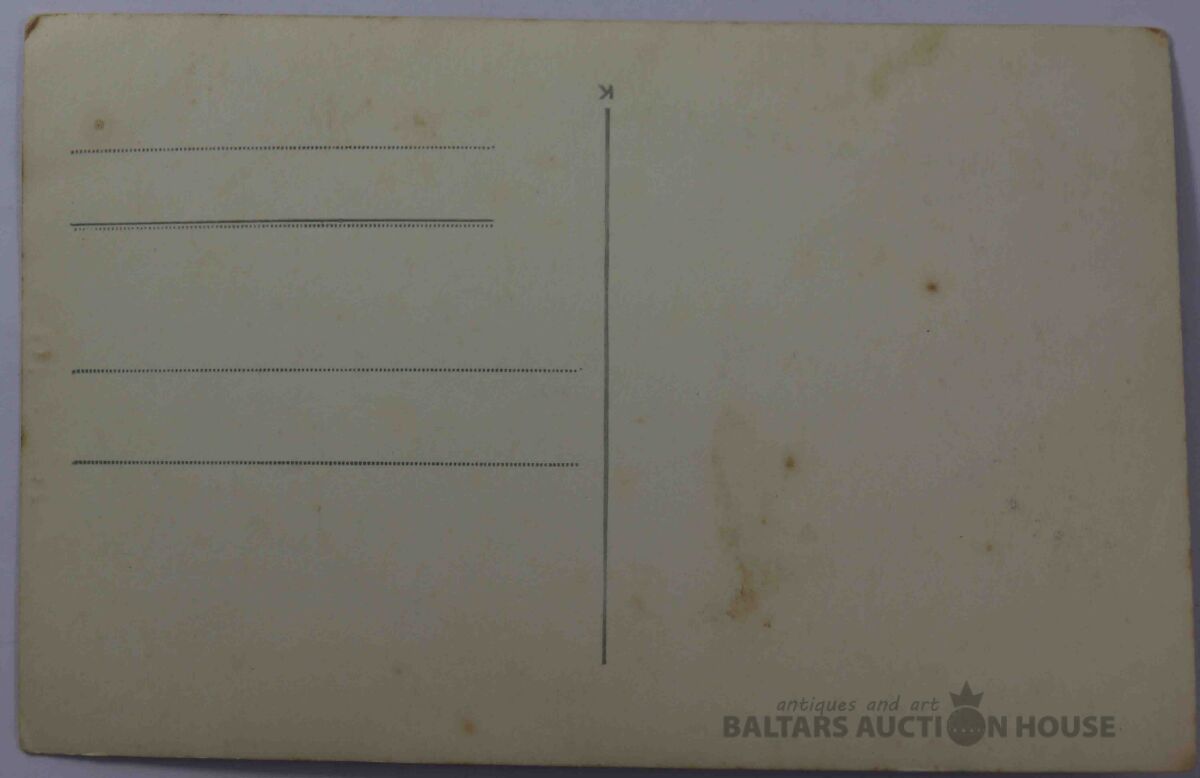 K
antiques and art
BALTARS AUCTION HOUSE